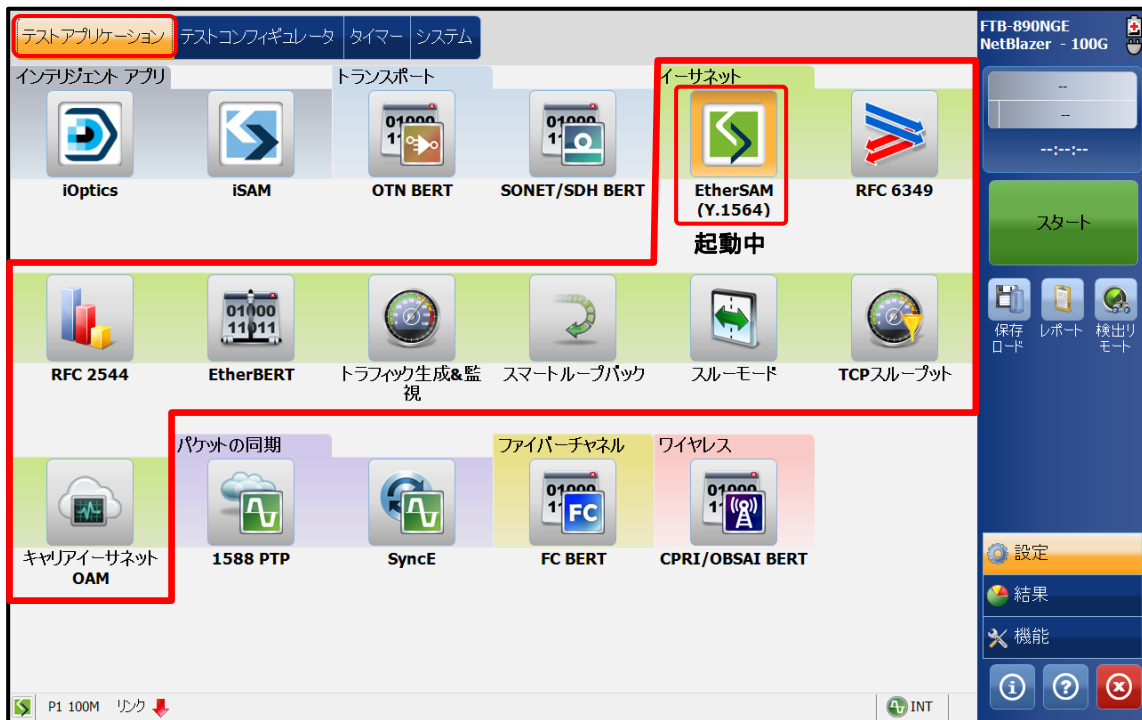 テストアプリケーション テストコンフィギュレータ タイマー システム
FTB-890NGE
NetBlazer - 100G
インテリジェント アプリ トランスポート イーサネット
--
--
--:--:--
01000
01000
iOptics iSAM OTN BERT SONET/SDH BERT EtherSAM
(Y.1564)
RFC 6349
起動中
スタート
01000
11011
保存
ロード
レポート
検出リ
モート
RFC 2544 EtherBERT トラフィック生成&監
視
スマートループバック スルーモード TCPスループット
パケットの同期 ファイバーチャネル ワイヤレス
01000
FC
01000
キャリアイーサネット
OAM
1588 PTP SyncE FC BERT CPRI/OBSAI BERT
設定
結果
機能
P1 100M リンク INT